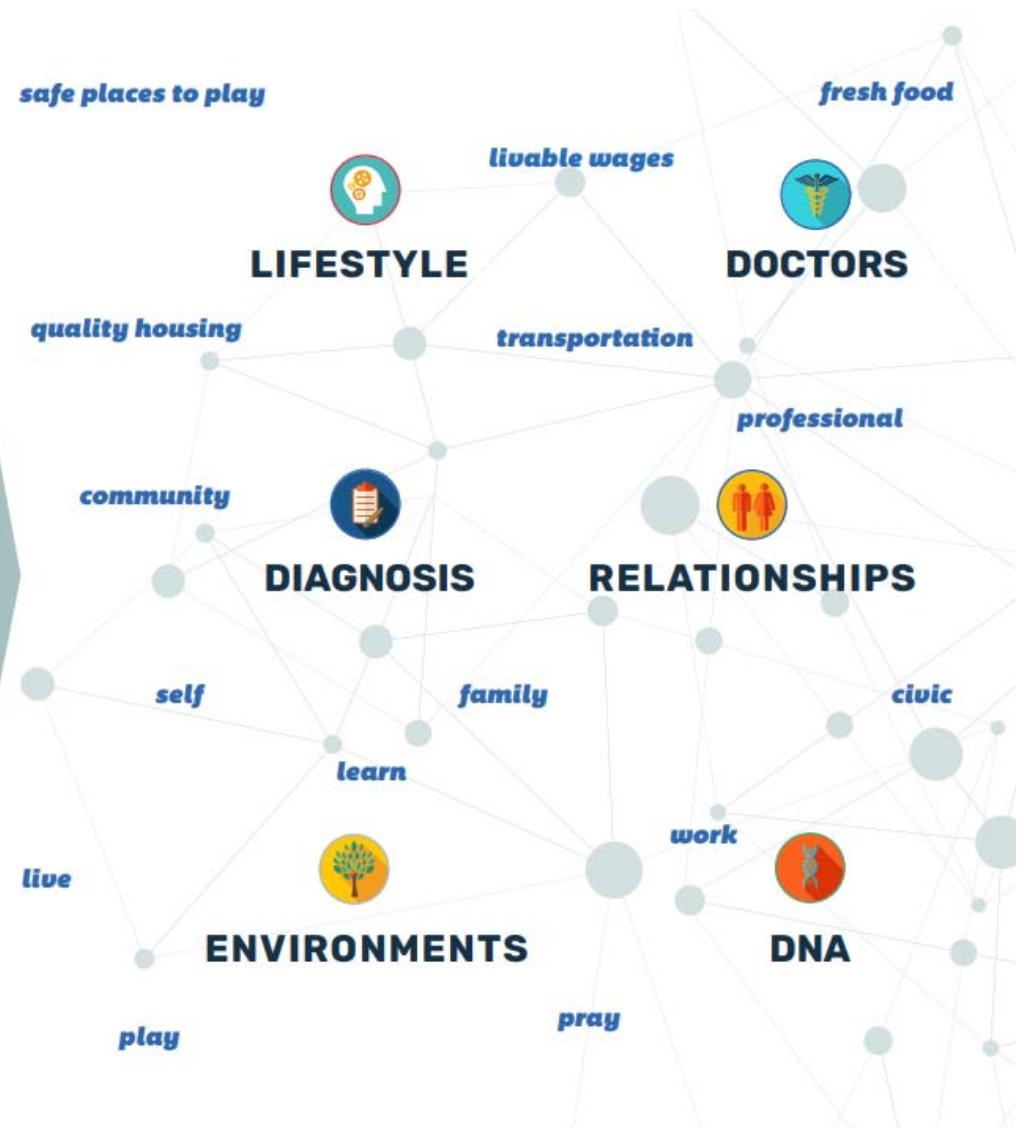 safe places to play
fresh food
livable wages
LIFESTYLE
DOCTORS
quality housing
transportation
professional
community
DIAGNOSIS
RELATIONSHIPS
self
family
civic
learn
work
live
ENVIRONMENTS
DNA
pray
play